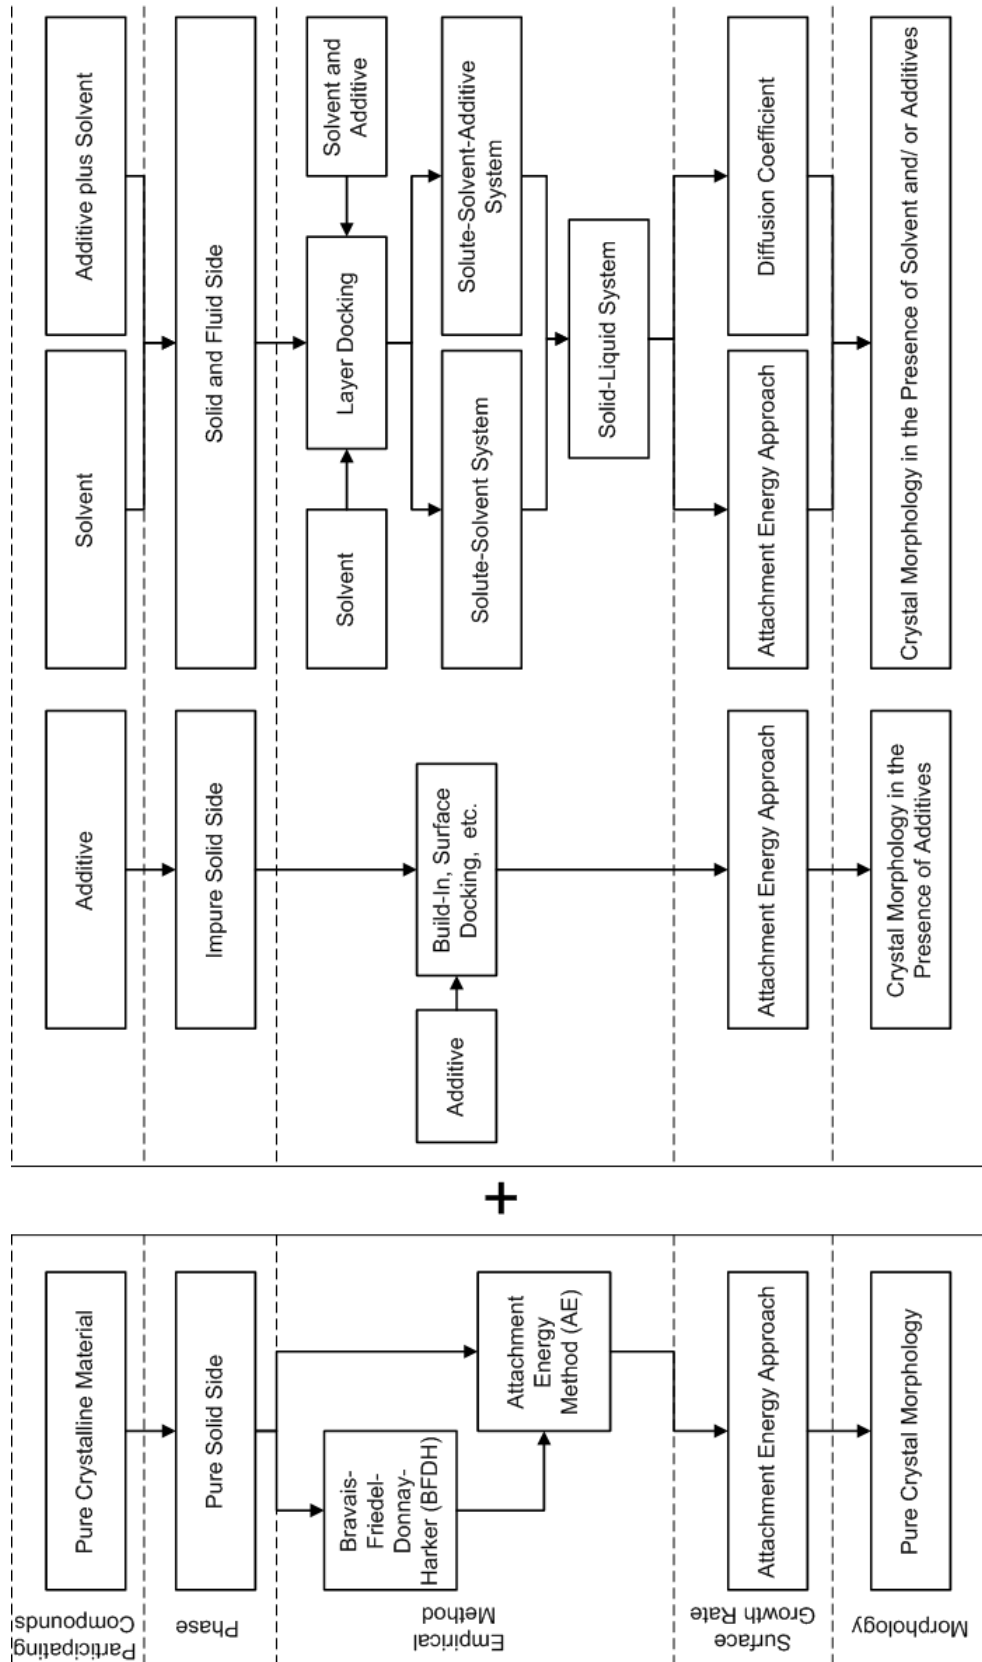 Participating
Compounds
Pure Crystalline Material
Additive
Solvent
Additive plus Solvent
Phase
Pure Solid Side
Impure Solid Side
Solid and Fluid Side
Empirical
Method
Bravais-
Friedel-
Donnay-
Harker (BFDH)
Attachment
Energy
Method (AE)
+
Additive
Build-In, Surface
Docking, etc.
Solvent
Layer Docking
Solvent and
Additive
Solute-Solvent System
Solute-Solvent-Additive
System
Solid-Liquid System
Surface
Growth Rate
Attachment Energy Approach
Attachment Energy Approach
Attachment Energy Approach
Diffusion Coefficient
Morphology
Pure Crystal Morphology
Crystal Morphology in the
Presence of Additives
Crystal Morphology in the Presence of Solvent and/ or Additives